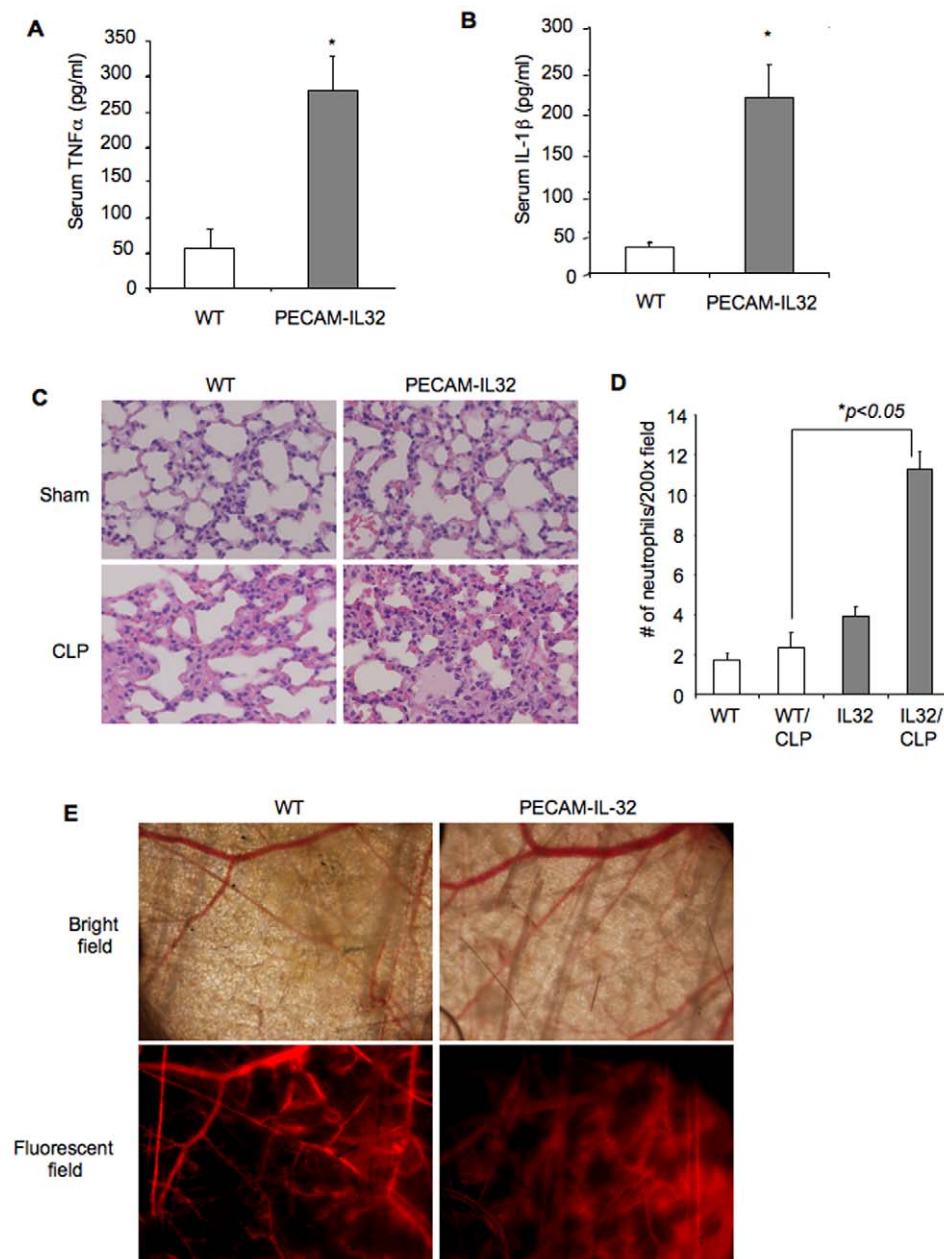 A
Serum TNFα (pg/ml)
350
300
250
200
150
100
50
0
*
WT
PECAM-IL32
B
Serum IL-1β (pg/ml)
300
250
200
150
100
50
0
*
WT
PECAM-IL32
C
WT
PECAM-IL32
Sham
CLP
D
# of neutrophils/200x field
14
12
10
8
6
4
2
0
*p<0.05
WT
WT/
CLP
IL32
IL32/
CLP
E
WT
PECAM-IL-32
Bright
field
Fluorescent
field